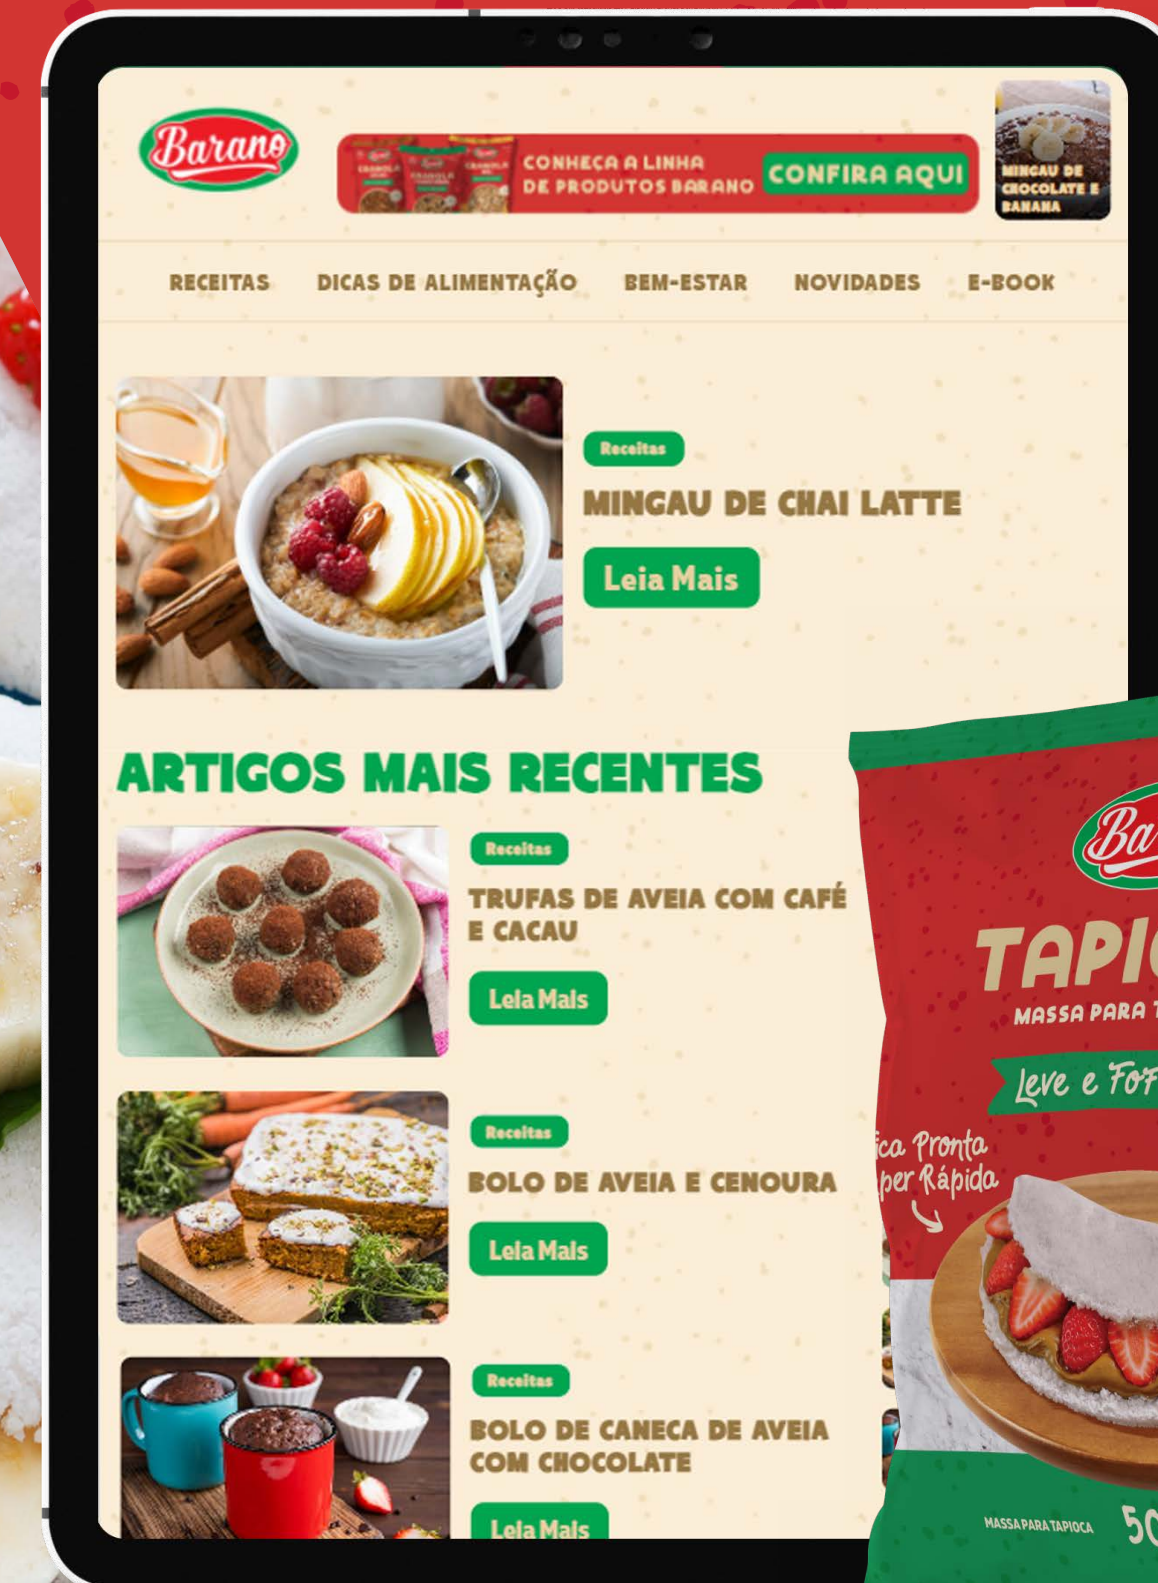 Barano
CONHEÇA A LINHA
DE PRODUTOS BARANO
CONFIRA AQUI
MINGAU DE
CHOCOLATE E
BANANA
RECEITAS
DICAS DE ALIMENTAÇÃO
BEM-ESTAR
NOVIDADES
E-BOOK
Receitas
MINGAU DE CHAI LATTE
Leia Mais
ARTIGOS MAIS RECENTES
Receitas
TRUFAS DE AVEIA COM CAFÉ
E CACAU
Leia Mais
Receitas
BOLO DE AVEIA E CENOURA
Leia Mais
Receitas
BOLO DE CANECA DE AVEIA
COM CHOCOLATE
Leia Mais
Ba
TAPI
MASSA PARA T
Leve e Fof
ica Pronta
per Rápida
MASSA PARA TAPIOCA
50